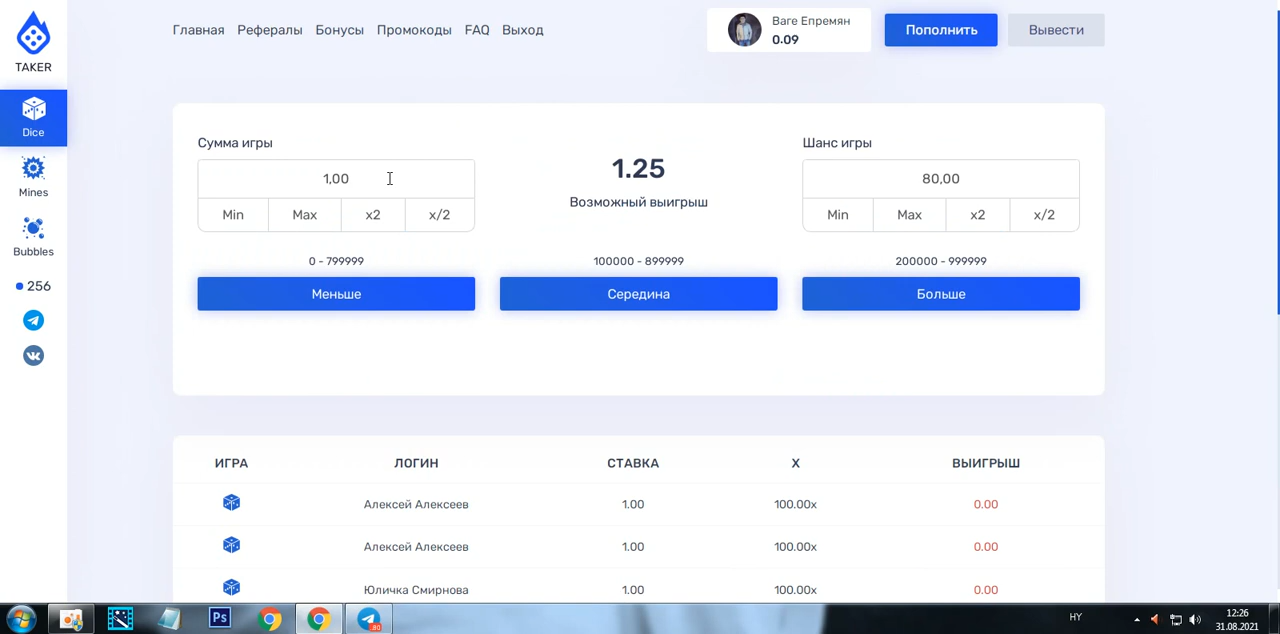 TAKER
Главная Рефералы Бонусы Промокоды FAQ Выход
Ваге Епремян
0.09
Пополнить
Вывести
Dice
Mines
Bubbles
256
Сумма игры
1,00
Min Max x2 x/2
0 - 799999
Меньше
1.25
Возможный выигрыш
100000 - 899999
Середина
Шанс игры
80,00
Min Max x2 x/2
200000 - 999999
Больше
ИГРА ЛОГИН СТАВКА X ВЫИГРЫШ
Алексей Алексеев 1.00 100.00x 0.00
Алексей Алексеев 1.00 100.00x 0.00
Юличка Смирнова 1.00 100.00x 0.00
Ps
80
HY
12:26
31.08.2021